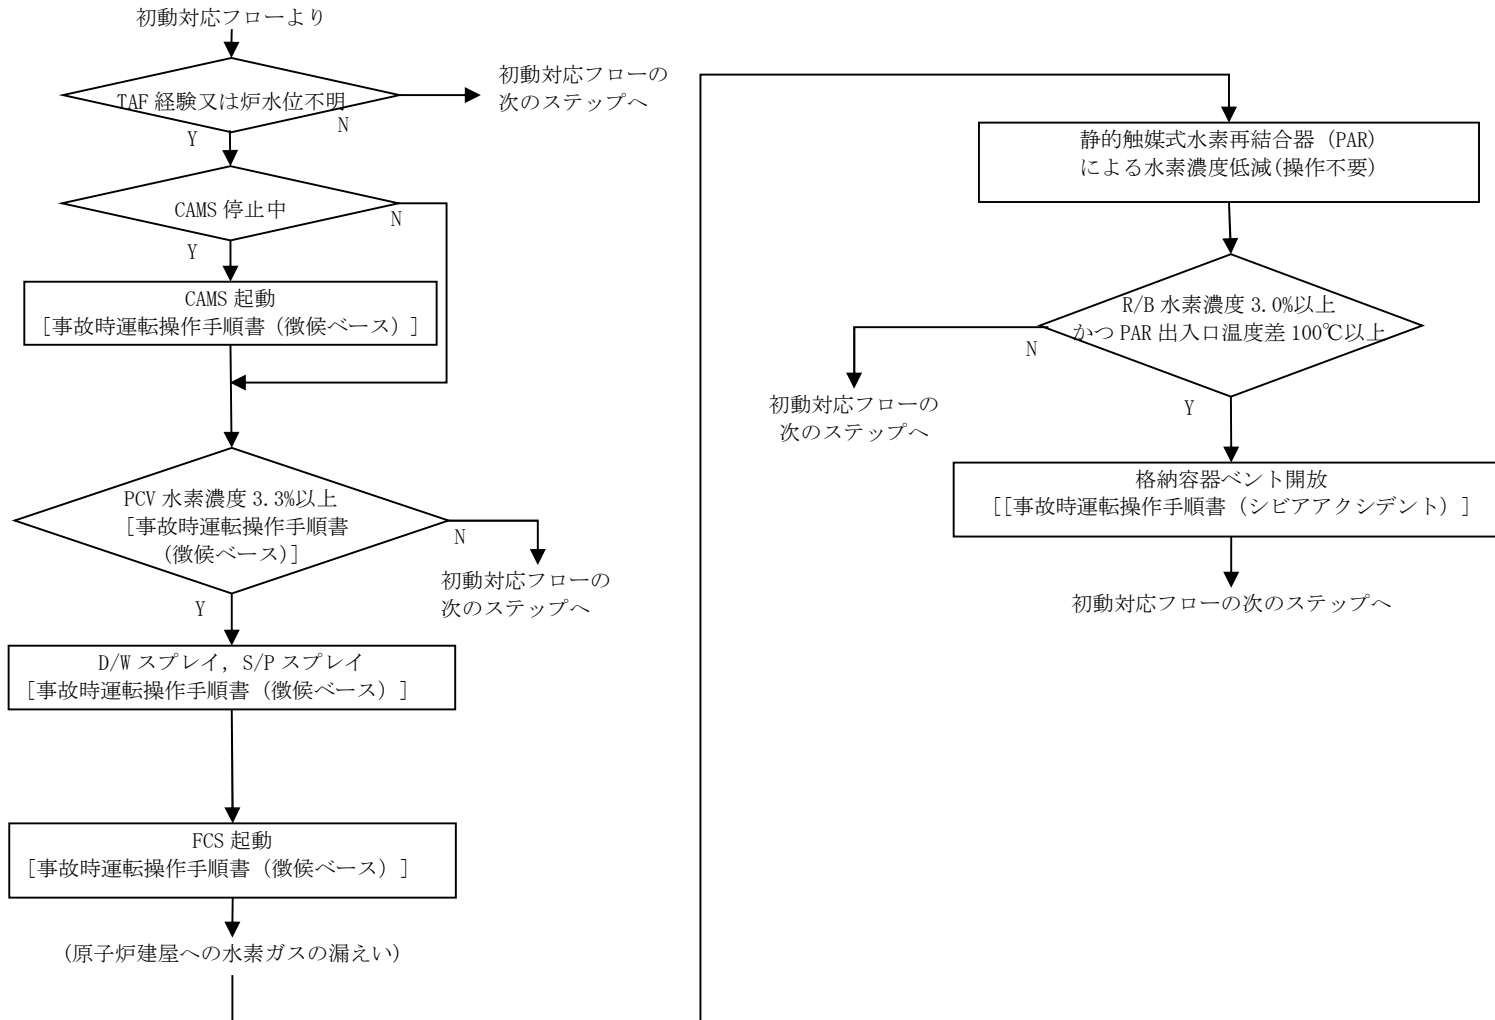 初動対応フローより
TAF 経験又は炉水位不明
初動対応フローの
次のステップへ
Y
N
CAMS 停止中
N
Y
CAMS 起動
[事故時運転操作手順書（徴候ベース）]
PCV 水素濃度 3.3%以上
[事故時運転操作手順書
(徴候ベース)]
N
初動対応フローの
次のステップへ
Y
D/W スプレイ，S/P スプレイ
[事故時運転操作手順書（徴候ベース）]
FCS 起動
[事故時運転操作手順書（徴候ベース）]
(原子炉建屋への水素ガスの漏えい)
静的触媒式水素再結合器（PAR）
による水素濃度低減(操作不要)
R/B 水素濃度 3.0%以上
かつ PAR 出入口温度差 100℃以上
N
初動対応フローの
次のステップへ
Y
格納容器ベント開放
[[事故時運転操作手順書（シビアアクシデント）]
初動対応フローの次のステップへ